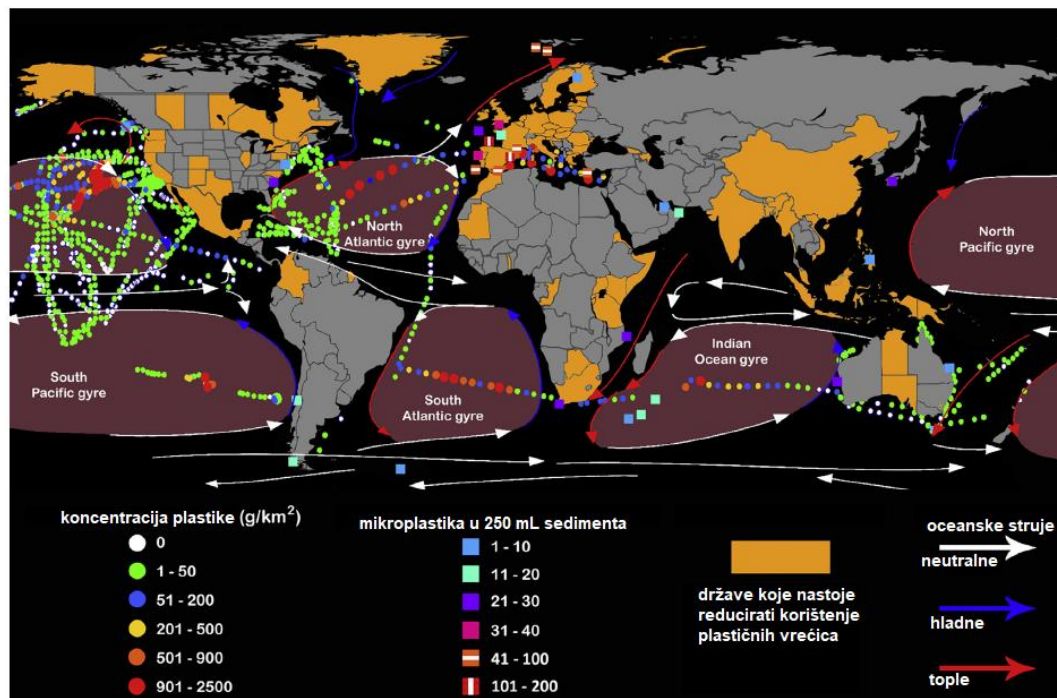 North
Atlantic gyre
North
Pacific gyre
South
Pacific gyre
South
Atlantic gyre
Indian
Ocean gyre
koncentracija plastike (g/km²)
0
1 - 50
51 - 200
201 - 500
501 - 900
901 - 2500
mikroplastika u 250 mL sedimenta
1 - 10
11 - 20
21 - 30
31 - 40
41 - 100
101 - 200
države koje nastoje
reducirati korištenje
plastičnih vrećica
oceanske struje
neutralne
hladne
tople